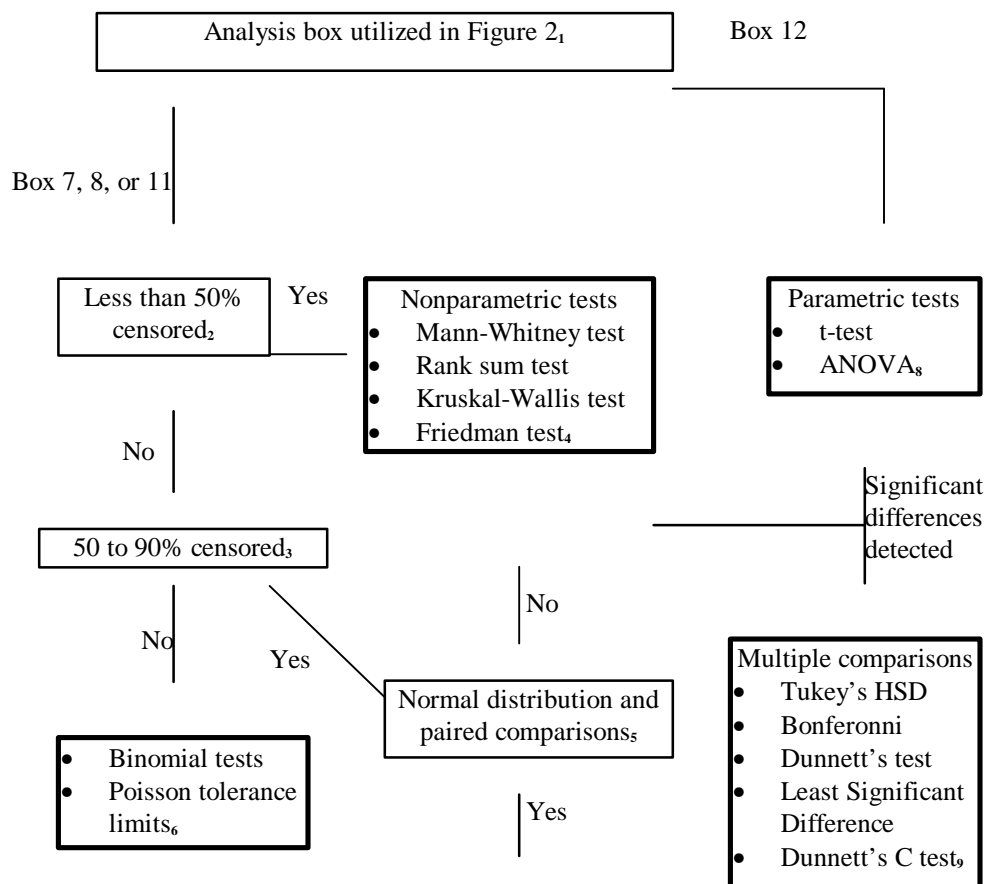 Analysis box utilized in Figure 2₁
Box 12
Box 7, 8, or 11
Less than 50%
censored₂
Yes
Nonparametric tests
• Mann-Whitney test
• Rank sum test
• Kruskal-Wallis test
• Friedman test₄
Parametric tests
• t-test
• ANOVA₈
No
Significant
differences
detected
50 to 90% censored₃
No
No
Yes
Normal distribution and
paired comparisons₅
Multiple comparisons
• Tukey’s HSD
• Bonferonni
• Dunnett’s test
• Least Significant
Difference
• Dunnett’s C test₉
• Binomial tests
• Poisson tolerance
limits₆
Yes